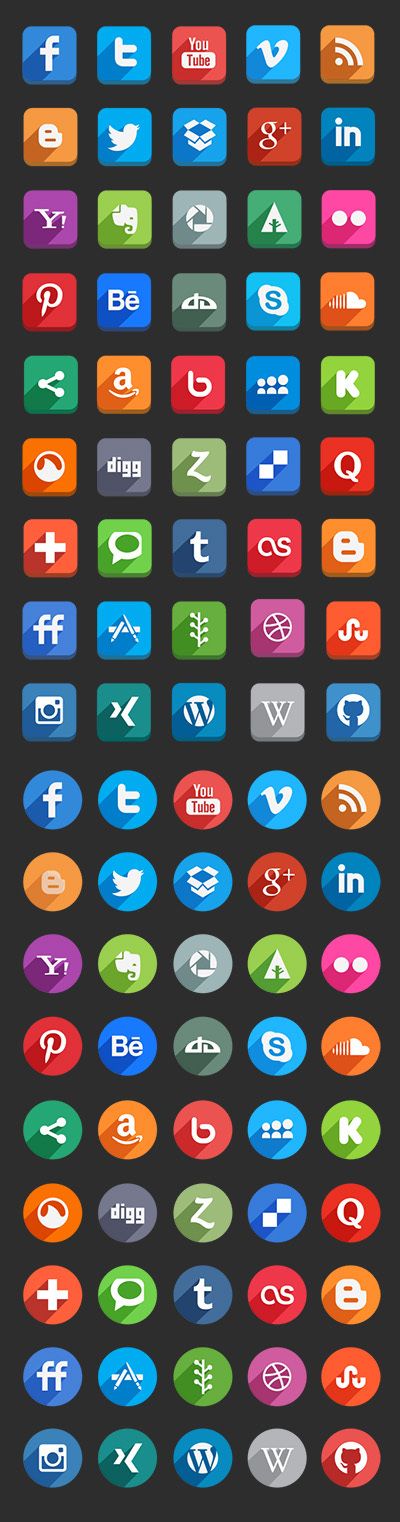 f t You
Tube
B g+ in
Y!
P Bē S
a b K
digg Z Q
t as B
ff
W W
f t You
Tube
B g+ in
Y!
P Bē S
a b K
digg Z Q
t as B
ff
W W